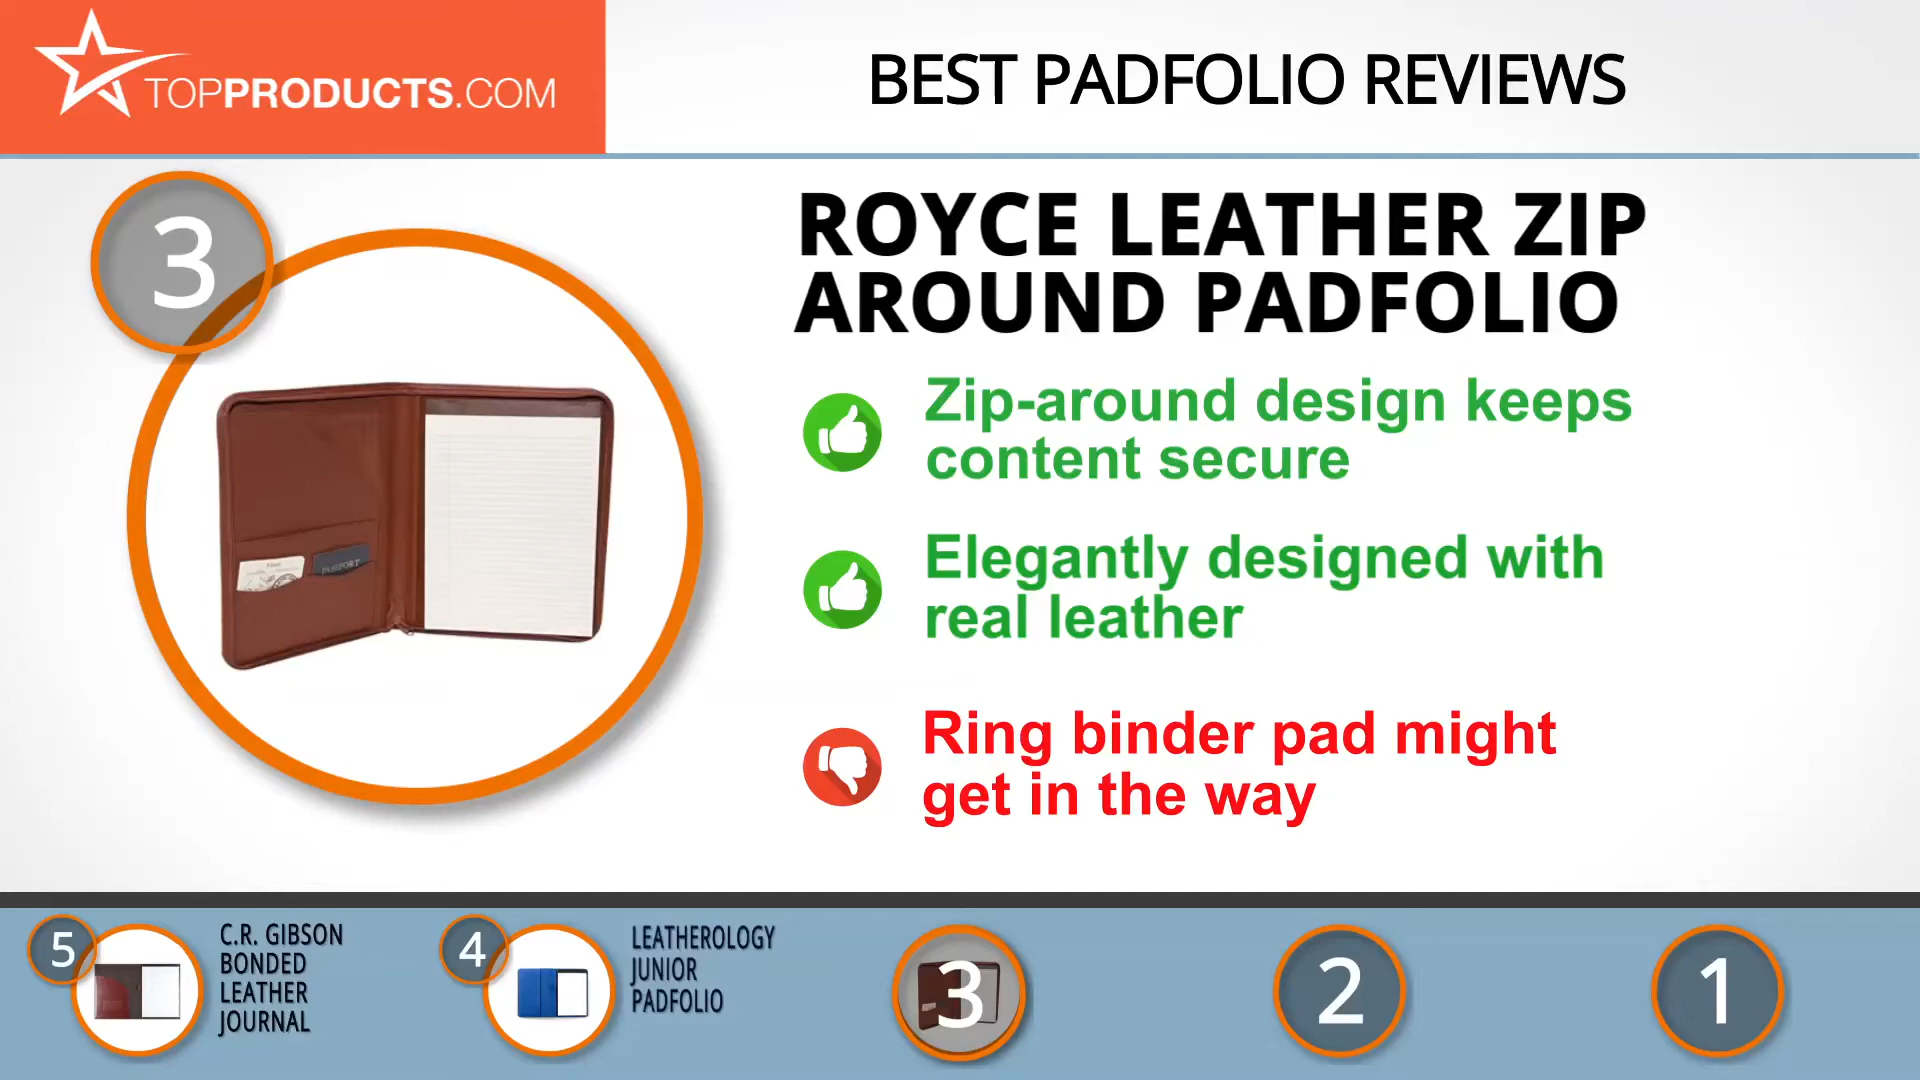 TOPPRODUCTS.COM
BEST PADFOLIO REVIEWS
3
ROYCE LEATHER ZIP
AROUND PADFOLIO
Zip-around design keeps
content secure
Elegantly designed with
real leather
Ring binder pad might
get in the way
PASSPORT
5
C.R. GIBSON
BONDED
LEATHER
JOURNAL
4
LEATHEROLOGY
JUNIOR
PADFOLIO
3
2
1